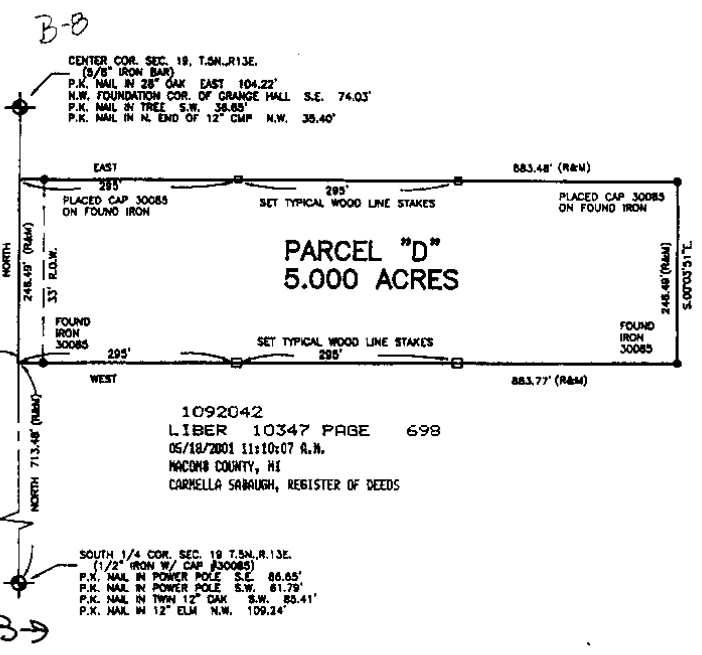 B-8
CENTER COR. SEC. 19, T.5N.,R13E.
(5/8" IRON BAR)
P.K. NAIL IN 28" OAK EAST 104.22'
N.W. FOUNDATION COR. OF GRANGE HALL S.E. 74.03'
P.K. NAIL IN TREE S.W. 38.65'
P.K. NAIL IN N. END OF 12" CMP N.W. 35.40'
EAST
883.48' (R&M)
295'
295'
PLACED CAP 30085
ON FOUND IRON
SET TYPICAL WOOD LINE STAKES
PLACED CAP 30085
ON FOUND IRON
NORTH
246.49' (R&M)
33' R.O.W.
PARCEL "D"
5.000 ACRES
246.49'(R&M)
S.00°03'51"E.
FOUND
IRON
30085
SET TYPICAL WOOD LINE STAKES
FOUND
IRON
30085
295'
295'
WEST
883.77' (R&M)
NORTH 713.48' (R&M)
1092042
LIBER 10347 PAGE 698
05/18/2001 11:10:07 A.M.
MACOMB COUNTY, MI
CARMELLA SABAUGH, REGISTER OF DEEDS
SOUTH 1/4 COR. SEC. 19 T.5N.,R.13E.
(1/2" IRON W/ CAP #30085)
P.K. NAIL IN POWER POLE S.E. 86.65'
P.K. NAIL IN POWER POLE S.W. 61.79'
P.K. NAIL IN TWIN 12" OAK S.W. 85.41'
P.K. NAIL IN 12" ELM N.W. 109.24'
B→